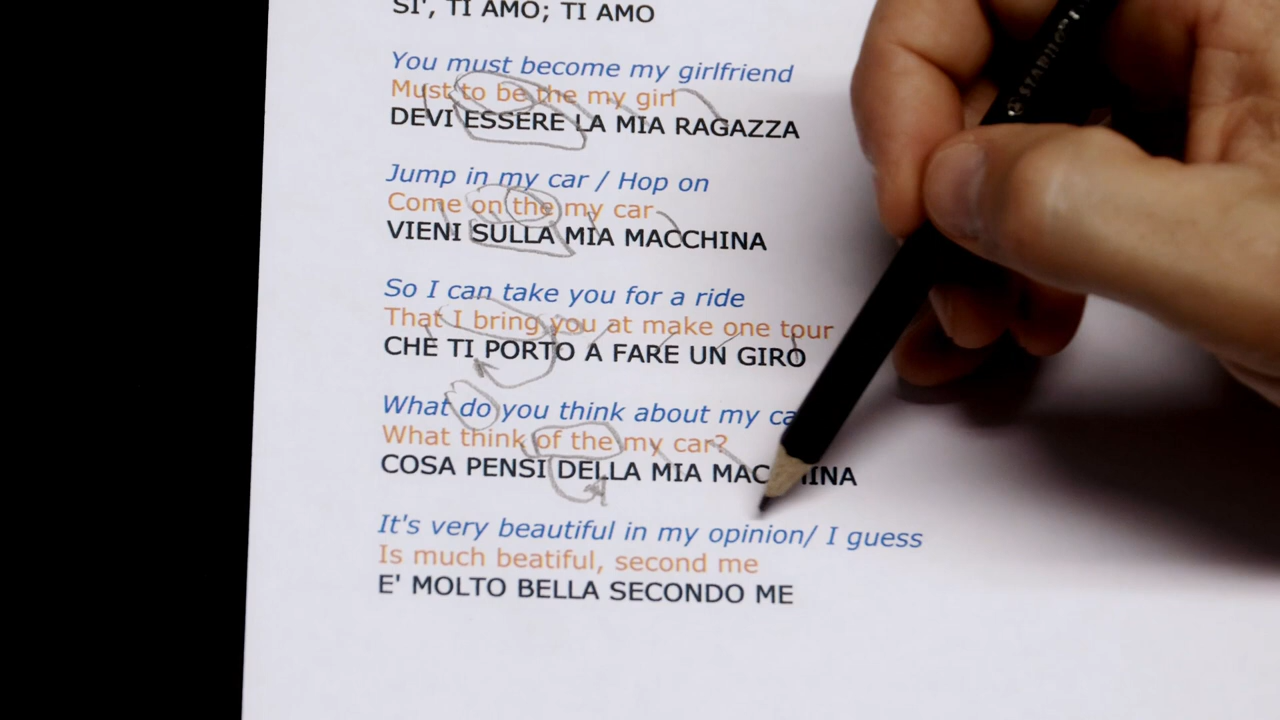 SI', TI AMO; TI AMO
You must become my girlfriend
Must to be the my girl
DEVI ESSERE LA MIA RAGAZZA
Jump in my car / Hop on
Come on the my car
VIENI SULLA MIA MACCHINA
So I can take you for a ride
That I bring you at make one tour
CHE TI PORTO A FARE UN GIRO
What do you think about my
What think of the my car?
COSA PENSI DELLA MIA
It's very beautiful in my opinion/ I guess
Is much beatiful, second me
E' MOLTO BELLA SECONDO ME